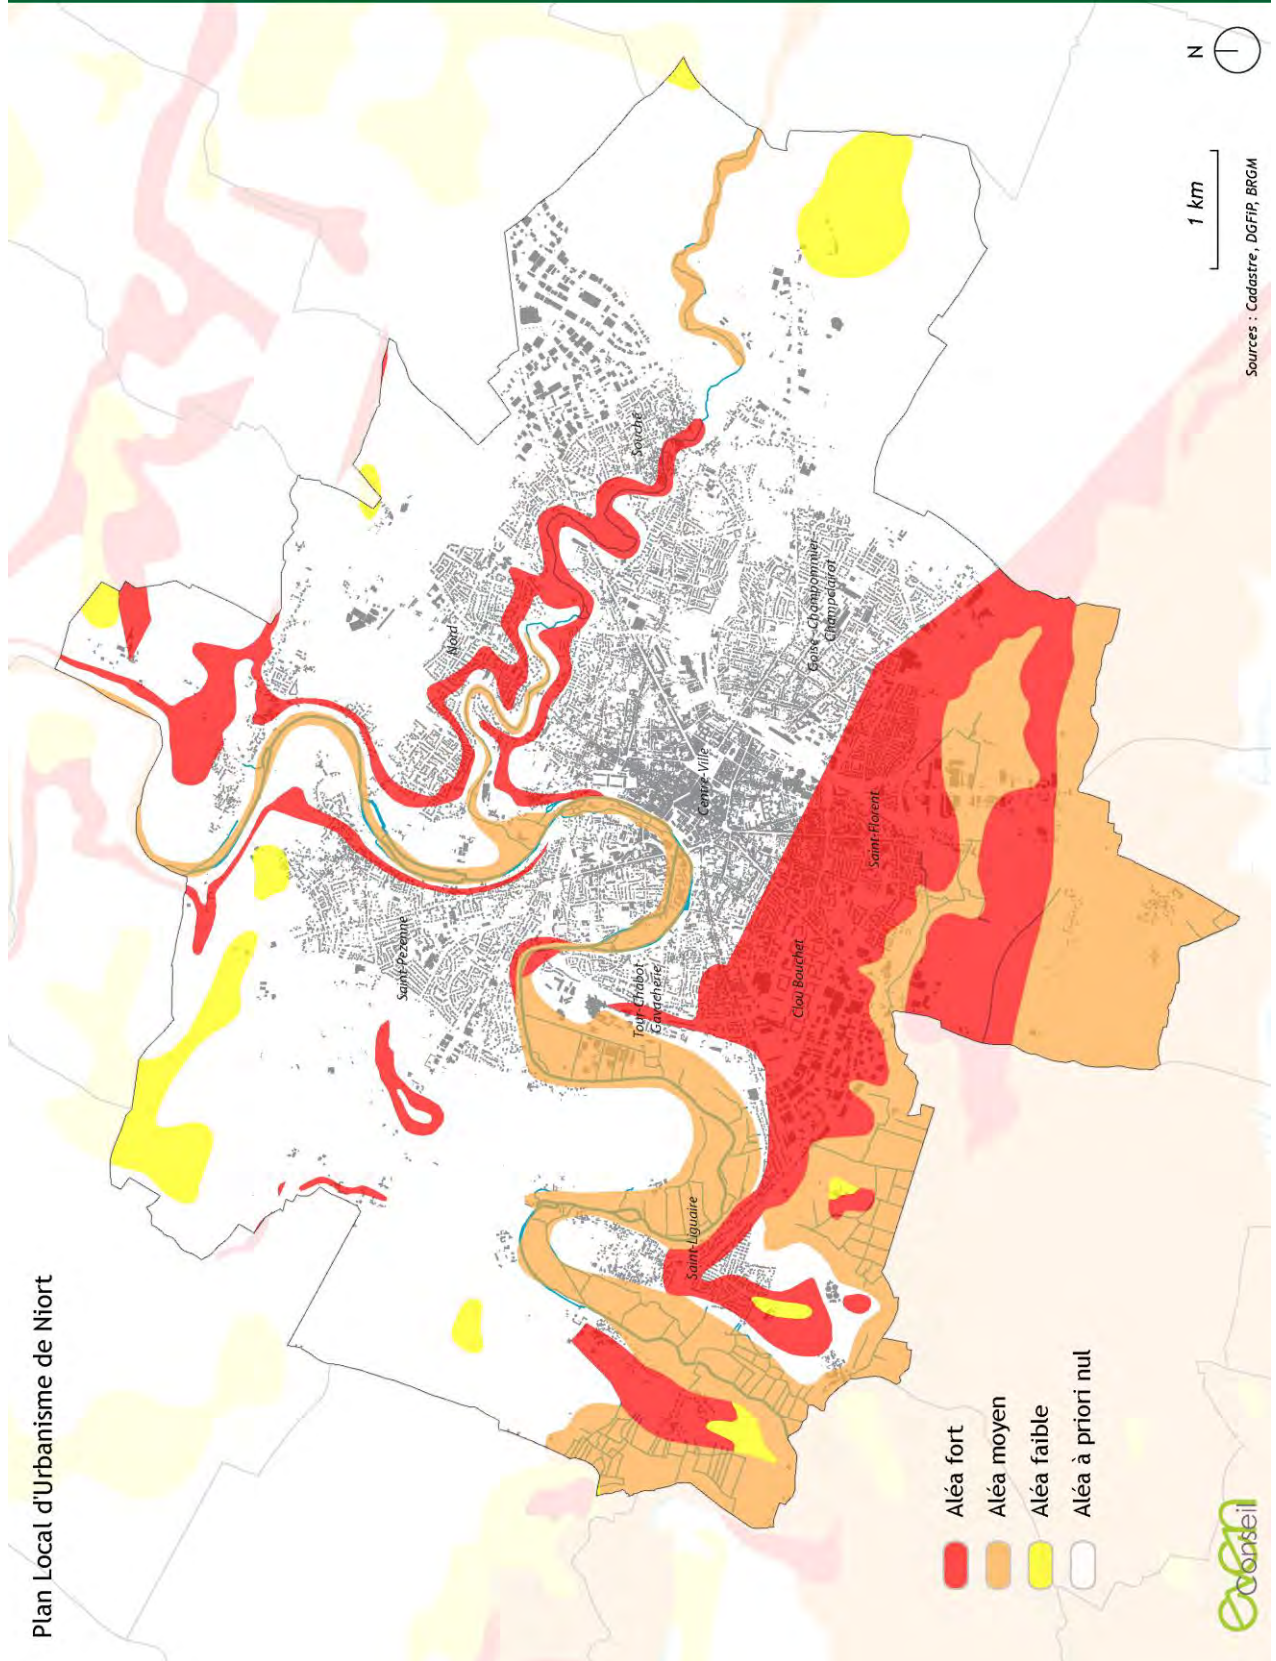 Plan Local d'Urbanisme de Niort
N
1 km
Sources : Cadastre, DGFiP, BRGM
Souché
Nord
Goise - Champommier
Champclairot
Centre-Ville
Saint-Pezenne
Saint-Florent
Tour Chabot
Gavacherie
Clou Bouchet
Saint-Liguaire
Aléa fort
Aléa moyen
Aléa faible
Aléa à priori nul
even
Conseil